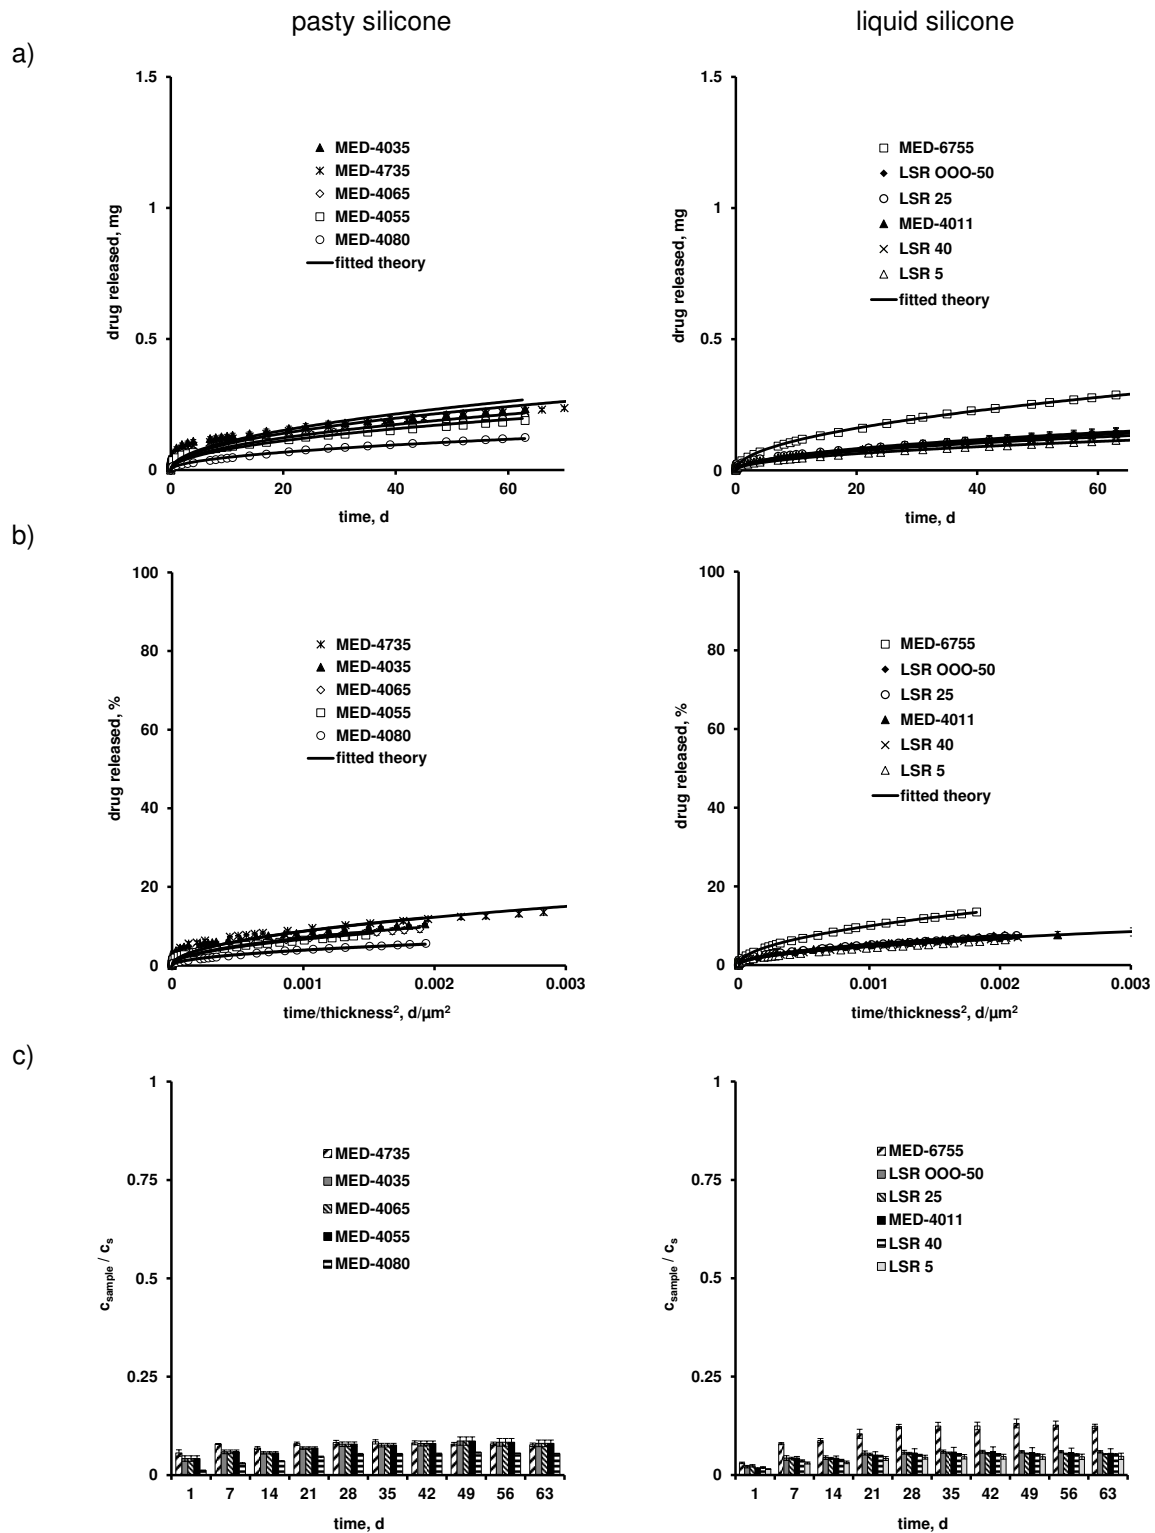 pasty silicone
liquid silicone
a)
1.5
1
0.5
0
drug released, mg
MED-4035
MED-4735
MED-4065
MED-4055
MED-4080
fitted theory
0 20 40 60
time, d
1.5
1
0.5
0
drug released, mg
MED-6755
LSR OOO-50
LSR 25
MED-4011
LSR 40
LSR 5
fitted theory
0 20 40 60
time, d
b)
100
80
60
40
20
0
drug released, %
MED-4735
MED-4035
MED-4065
MED-4055
MED-4080
fitted theory
0 0.001 0.002 0.003
time/thickness², d/µm²
100
80
60
40
20
0
drug released, %
MED-6755
LSR OOO-50
LSR 25
MED-4011
LSR 40
LSR 5
fitted theory
0 0.001 0.002 0.003
time/thickness², d/µm²
c)
1
0.75
0.5
0.25
0
c_sample / c_s
MED-4735
MED-4035
MED-4065
MED-4055
MED-4080
1 7 14 21 28 35 42 49 56 63
time, d
1
0.75
0.5
0.25
0
c_sample / c_s
MED-6755
LSR OOO-50
LSR 25
MED-4011
LSR 40
LSR 5
1 7 14 21 28 35 42 49 56 63
time, d